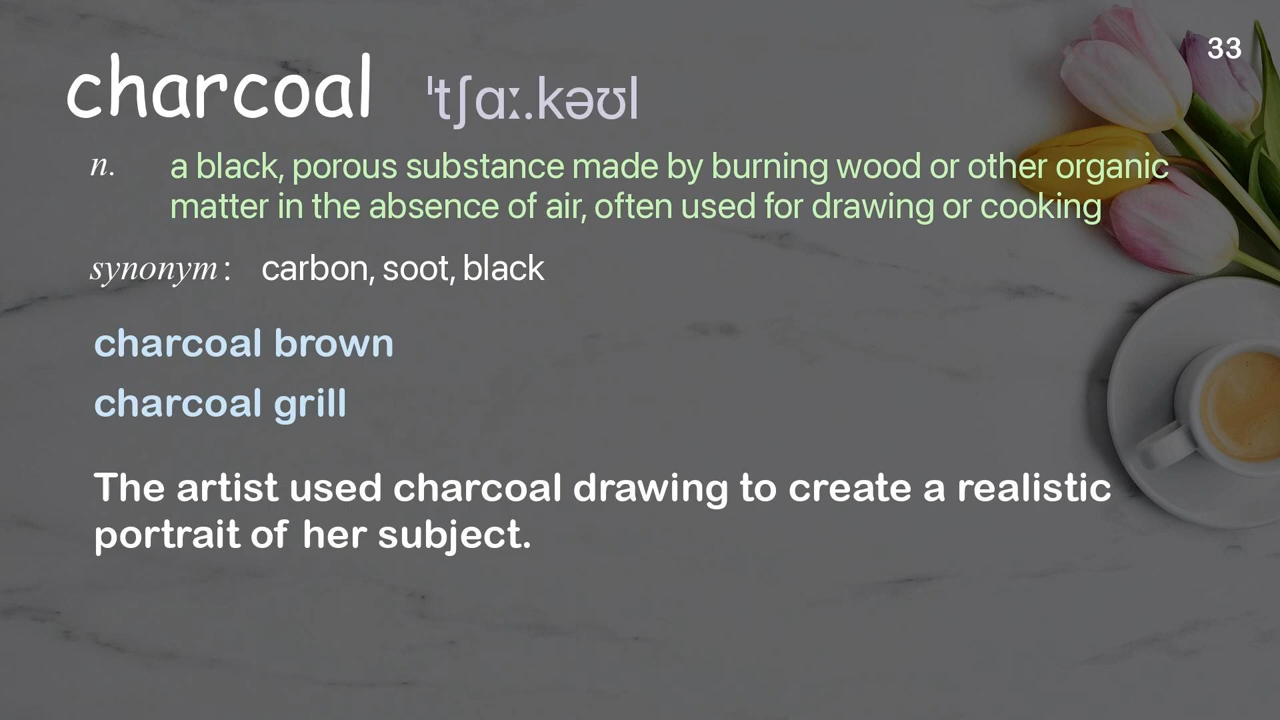 33
charcoal ˈtʃɑː.kəʊl
n. a black, porous substance made by burning wood or other organic
matter in the absence of air, often used for drawing or cooking
synonym: carbon, soot, black
charcoal brown
charcoal grill
The artist used charcoal drawing to create a realistic
portrait of her subject.